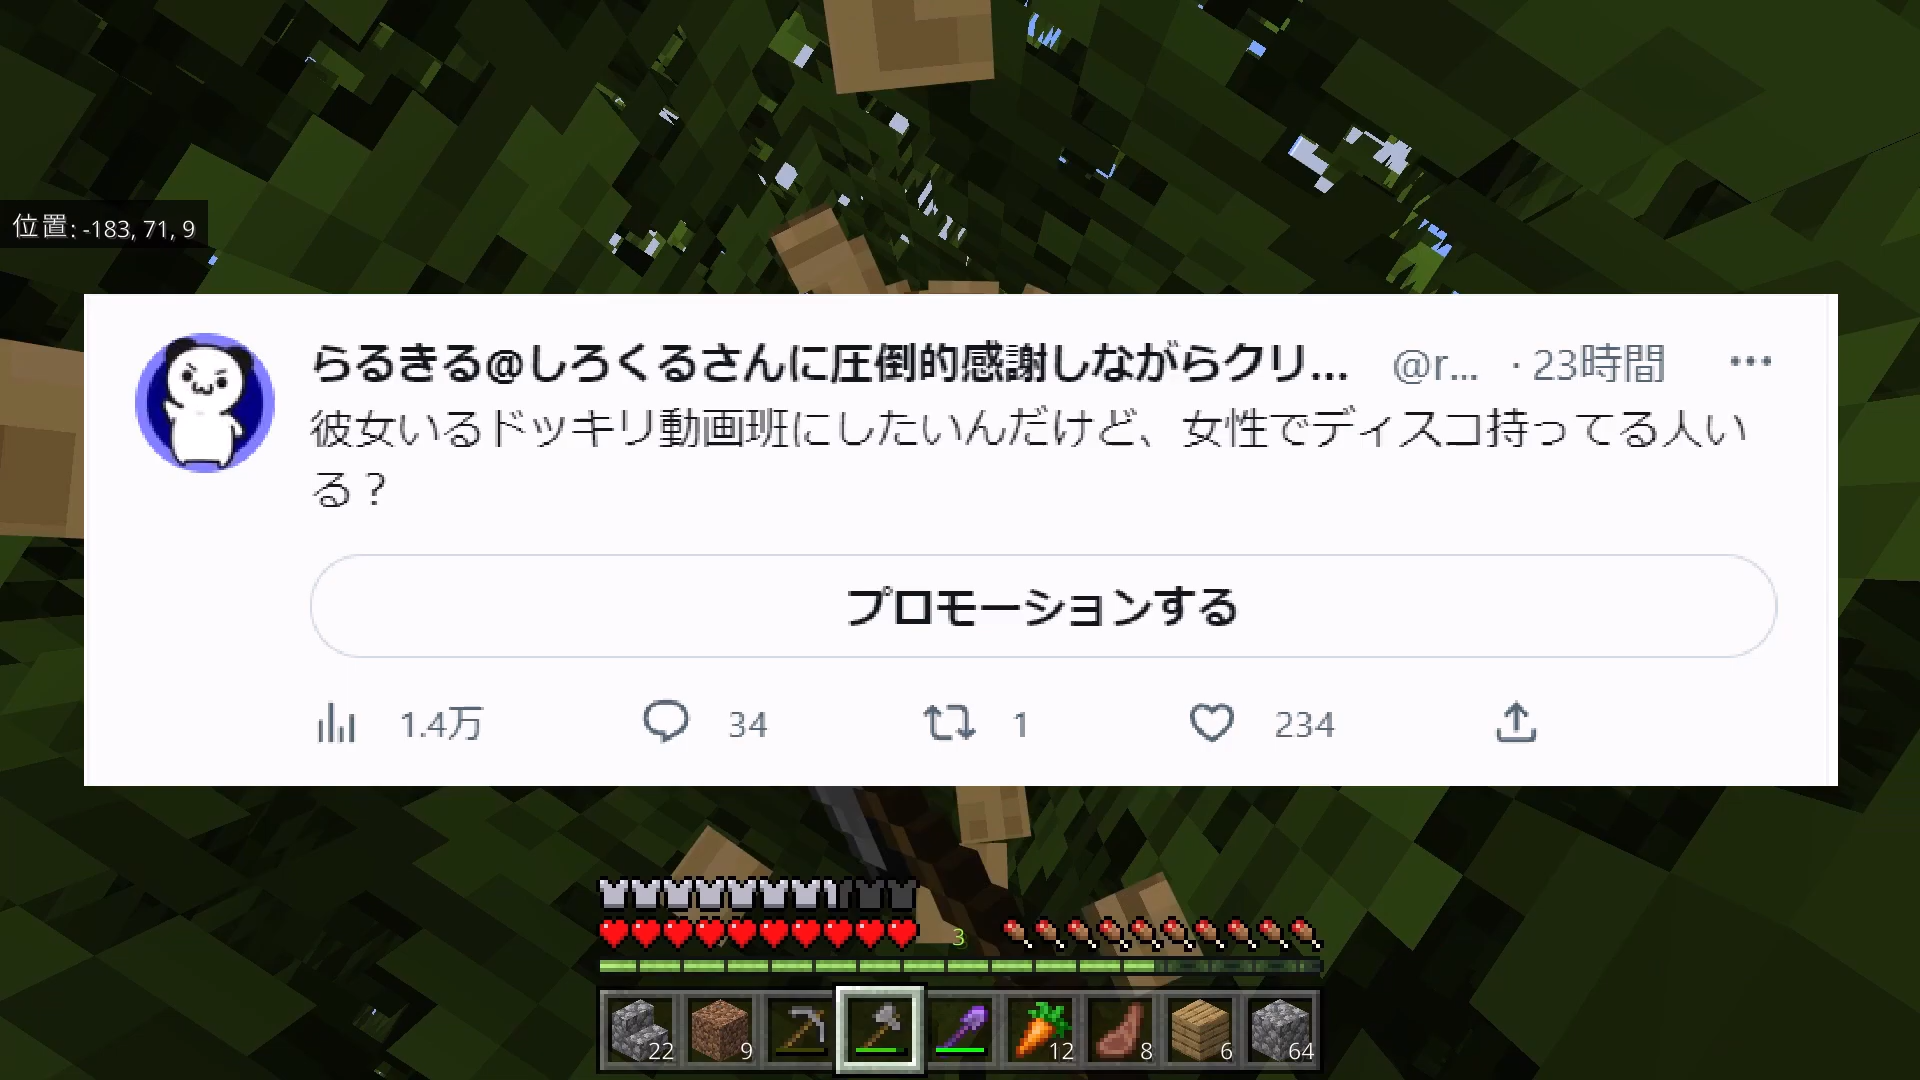 位置: -183, 71, 9
らるきる@しろくるさんに圧倒的感謝しながらクリ... @r... · 23時間
彼女いるドッキリ動画班にしたいんだけど、女性でディスコ持ってる人い
る？
プロモーションする
1.4万 34 1 234
3
22 9 12 8 6 64